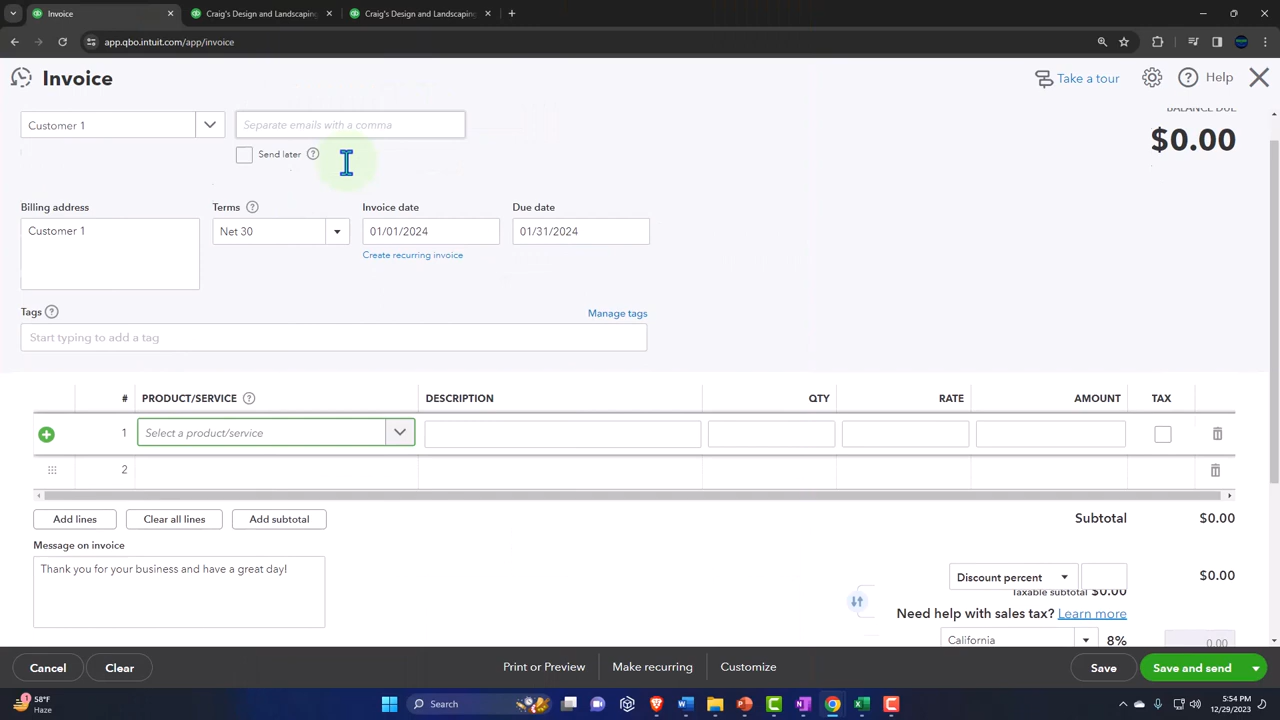 Invoice
Craig's Design and Landscaping
Craig's Design and Landscaping
app.qbo.intuit.com/app/invoice
Invoice
Take a tour
Help
BALANCE DUE
$0.00
Customer 1
Separate emails with a comma
Send later
Billing address
Terms
Invoice date
Due date
Customer 1
Net 30
01/01/2024
01/31/2024
Create recurring invoice
Tags
Manage tags
Start typing to add a tag
# PRODUCT/SERVICE DESCRIPTION QTY RATE AMOUNT TAX
1 Select a product/service
2
Add lines
Clear all lines
Add subtotal
Subtotal $0.00
Message on invoice
Thank you for your business and have a great day!
Discount percent
$0.00
Taxable subtotal $0.00
Need help with sales tax? Learn more
California
8%
0.00
Cancel
Clear
Print or Preview
Make recurring
Customize
Save
Save and send
1
58°F
Haze
Search
5:54 PM
12/29/2023